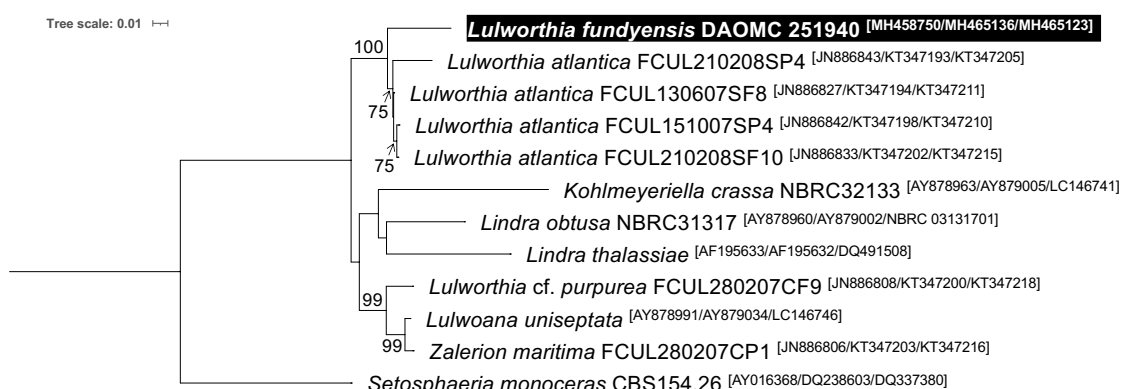 Tree scale: 0.01
Lulworthia fundyensis DAOMC 251940 [MH458750/MH465136/MH465123]
100
Lulworthia atlantica FCUL210208SP4 [JN886843/KT347193/KT347205]
Lulworthia atlantica FCUL130607SF8 [JN886827/KT347194/KT347211]
75
Lulworthia atlantica FCUL151007SP4 [JN886842/KT347198/KT347210]
Lulworthia atlantica FCUL210208SF10 [JN886833/KT347202/KT347215]
75
Kohlmeyeriella crassa NBRC32133 [AY878963/AY879005/LC146741]
Lindra obtusa NBRC31317 [AY878960/AY879002/NBRC 03131701]
Lindra thalassiae [AF195633/AF195632/DQ491508]
Lulworthia cf. purpurea FCUL280207CF9 [JN886808/KT347200/KT347218]
99
Lulwoana uniseptata [AY878991/AY879034/LC146746]
99
Zalerion maritima FCUL280207CP1 [JN886806/KT347203/KT347216]
Setosphaeria monoceras CBS154.26 [AY016368/DQ238603/DQ337380]